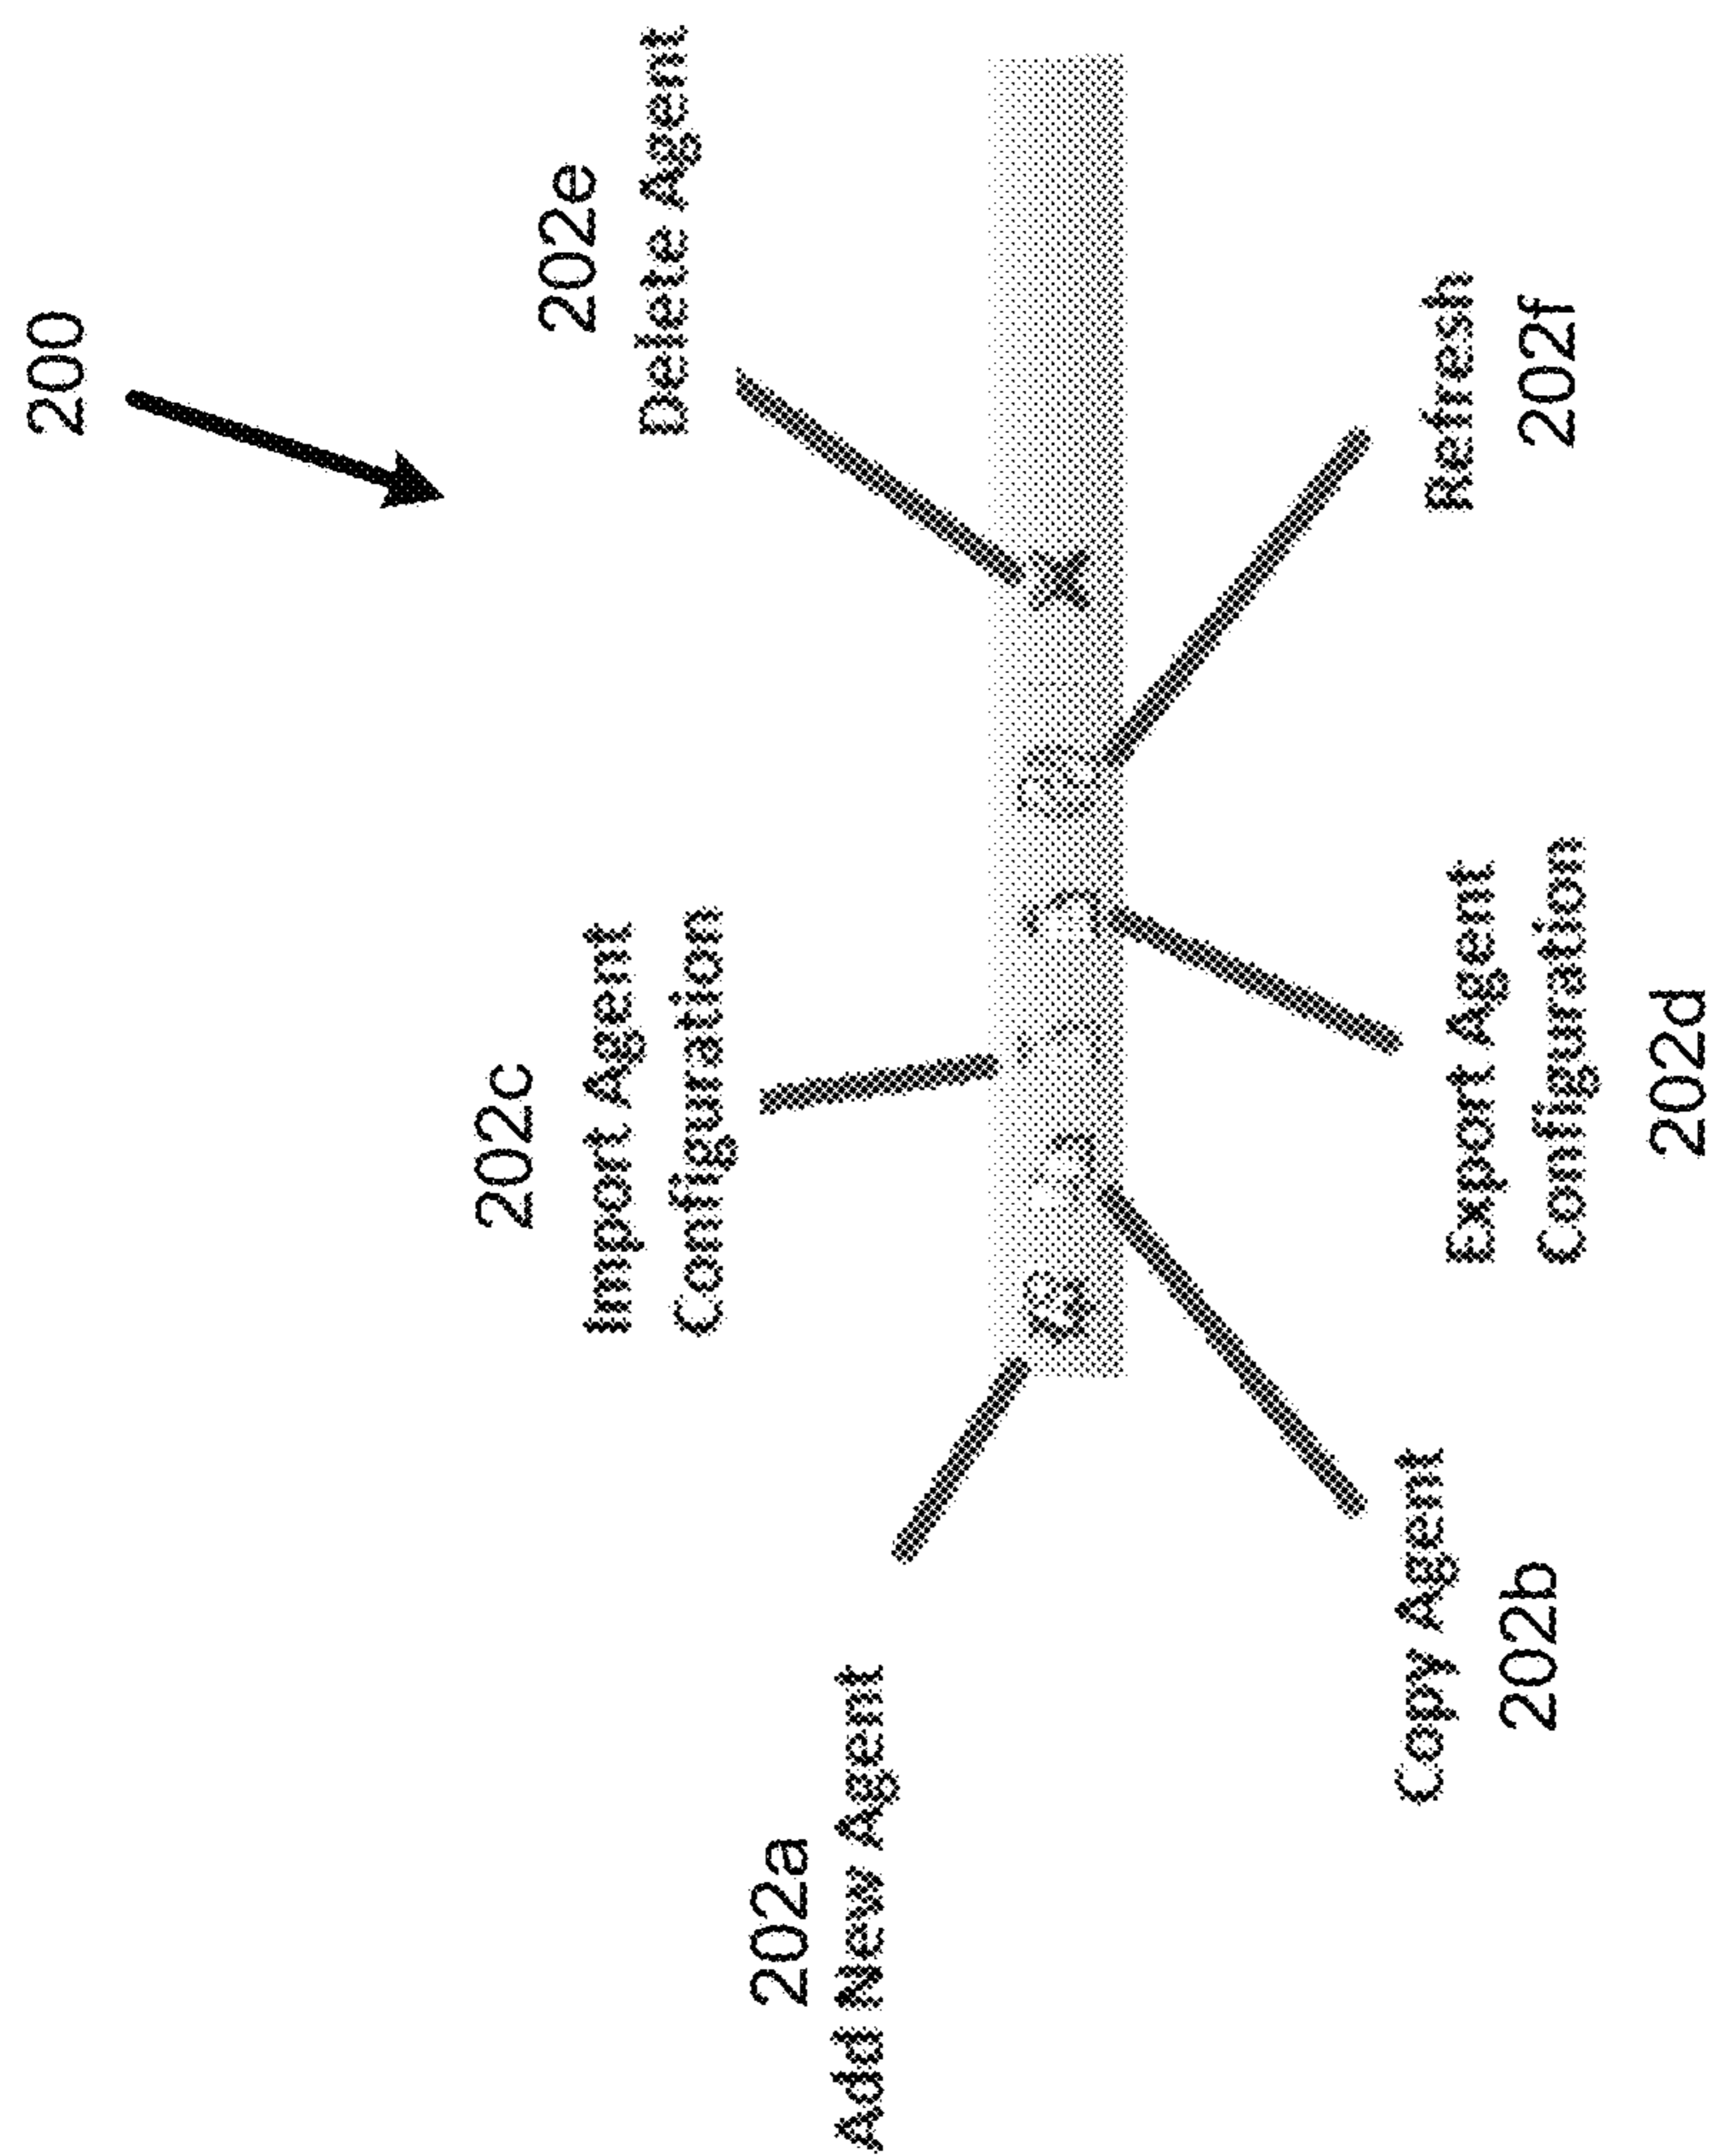 200
202e
Delete Agent
202c
Import Agent
Configuration
202a
Add New Agent
Refresh
202f
Export Agent
Configuration
202d
Copy Agent
202b